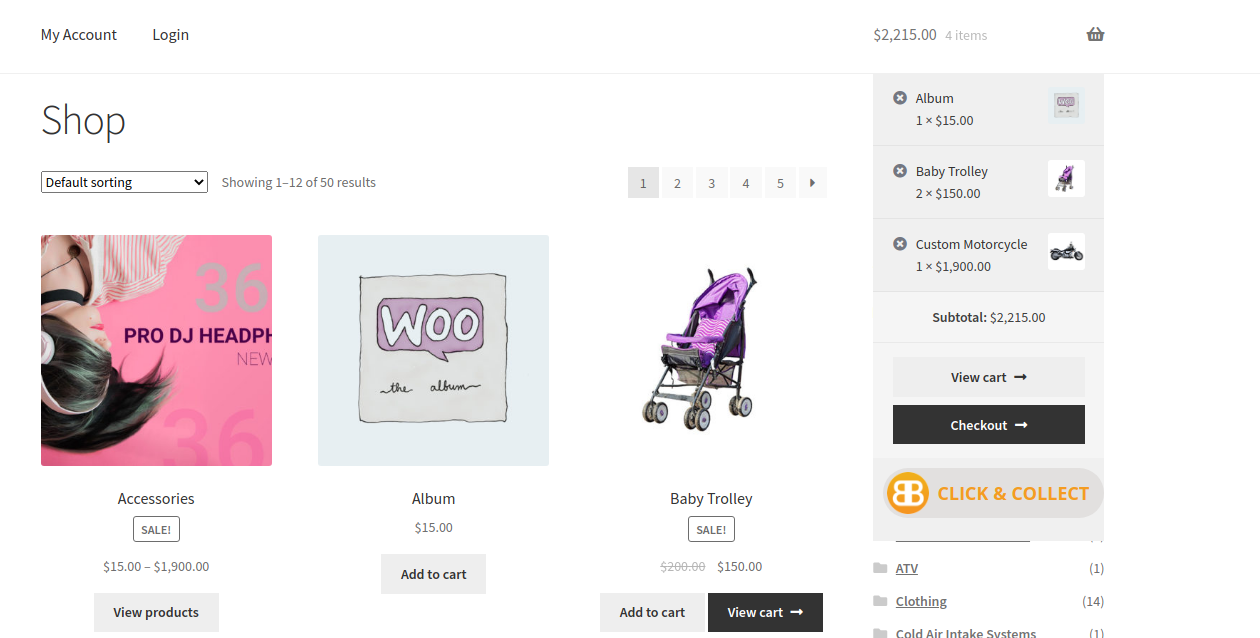 My Account Login
$2,215.00 4 items
Album
1 × $15.00
Baby Trolley
2 × $150.00
Custom Motorcycle
1 × $1,900.00
Subtotal: $2,215.00
View cart
Checkout
CLICK & COLLECT
Shop
Default sorting
Showing 1–12 of 50 results
1 2 3 4 5
36
PRO DJ HEADPH
NEW
36
WOO
the album
Accessories
SALE!
$15.00 – $1,900.00
View products
Album
$15.00
Add to cart
Baby Trolley
SALE!
$200.00 $150.00
Add to cart
View cart
ATV (1)
Clothing (14)
Cold Air Intake Systems (1)